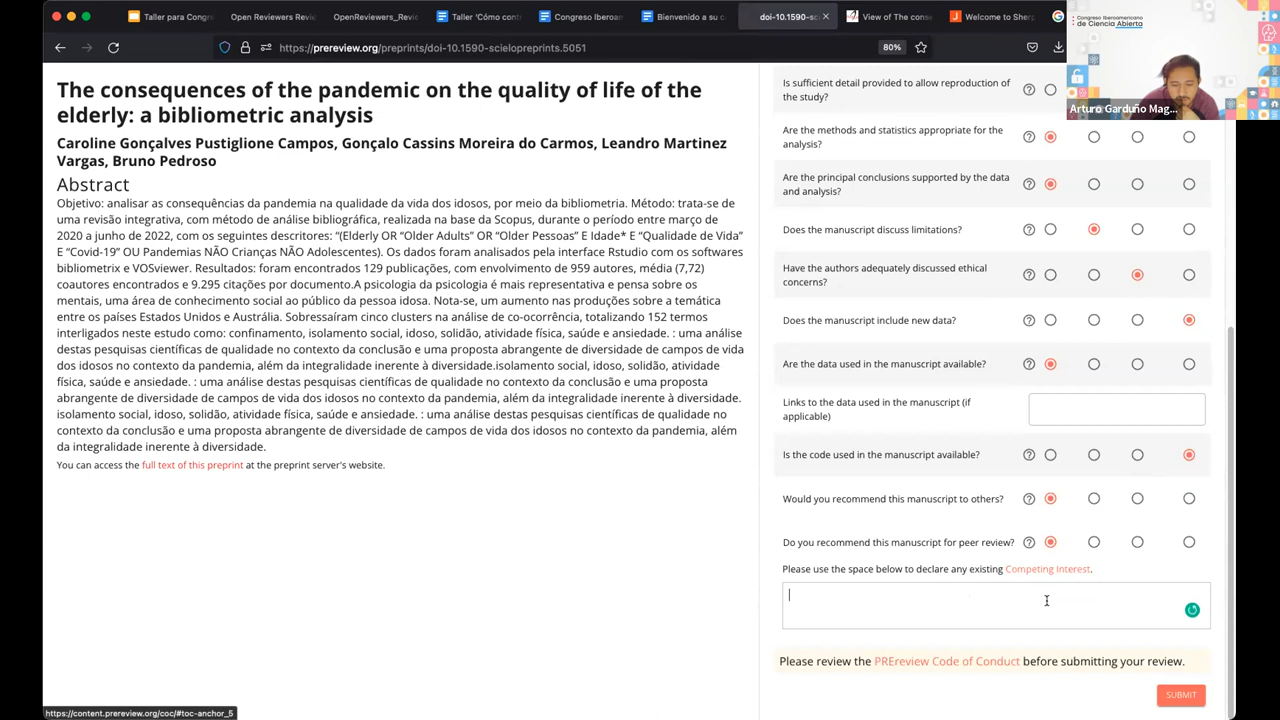 Taller para Congr
Open Reviewers Revi
OpenReviewers_Revi
Taller 'Cómo cont
Congreso Iberoam
Bienvenido a su c
doi-10.1590-sc
View of The cons
Welcome to Sherp
https://prereview.org/preprints/doi-10.1590-scielopreprints.5051
80%
Congreso Iberoamericano
de Ciencia Abierta
Arturo Garduño Mag...
The consequences of the pandemic on the quality of life of the
elderly: a bibliometric analysis
Caroline Gonçalves Pustiglione Campos, Gonçalo Cassins Moreira do Carmos, Leandro Martinez
Vargas, Bruno Pedroso
Abstract
Objetivo: analisar as consequências da pandemia na qualidade da vida dos idosos, por meio da bibliometria. Método: trata-se de
uma revisão integrativa, com método de análise bibliográfica, realizada na base da Scopus, durante o período entre março de
2020 a junho de 2022, com os seguintes descritores: “(Elderly OR “Older Adults” OR “Older Pessoas” E Idade* E “Qualidade de Vida”
E “Covid-19” OU Pandemias NÃO Crianças NÃO Adolescentes). Os dados foram analisados pela interface Rstudio com os softwares
bibliometrix e VOSviewer. Resultados: foram encontrados 129 publicações, com envolvimento de 959 autores, média (7,72)
coautores encontrados e 9.295 citações por documento.A psicologia da psicologia é mais representativa e pensa sobre os
mentais, uma área de conhecimento social ao público da pessoa idosa. Nota-se, um aumento nas produções sobre a temática
entre os países Estados Unidos e Austrália. Sobressaíram cinco clusters na análise de co-ocorrência, totalizando 152 termos
interligados neste estudo como: confinamento, isolamento social, idoso, solidão, atividade física, saúde e ansiedade. : uma análise
destas pesquisas científicas de qualidade no contexto da conclusão e uma proposta abrangente de diversidade de campos de vida
dos idosos no contexto da pandemia, além da integralidade inerente à diversidade.isolamento social, idoso, solidão, atividade
física, saúde e ansiedade. : uma análise destas pesquisas científicas de qualidade no contexto da conclusão e uma proposta
abrangente de diversidade de campos de vida dos idosos no contexto da pandemia, além da integralidade inerente à diversidade.
isolamento social, idoso, solidão, atividade física, saúde e ansiedade. : uma análise destas pesquisas científicas de qualidade no
contexto da conclusão e uma proposta abrangente de diversidade de campos de vida dos idosos no contexto da pandemia, além
da integralidade inerente à diversidade.
You can access the full text of this preprint at the preprint server's website.
Is sufficient detail provided to allow reproduction of
the study?
Are the methods and statistics appropriate for the
analysis?
Are the principal conclusions supported by the data
and analysis?
Does the manuscript discuss limitations?
Have the authors adequately discussed ethical
concerns?
Does the manuscript include new data?
Are the data used in the manuscript available?
Links to the data used in the manuscript (if
applicable)
Is the code used in the manuscript available?
Would you recommend this manuscript to others?
Do you recommend this manuscript for peer review?
Please use the space below to declare any existing Competing Interest.
Please review the PREreview Code of Conduct before submitting your review.
SUBMIT
https://content.prereview.org/coc/#toc-anchor_5